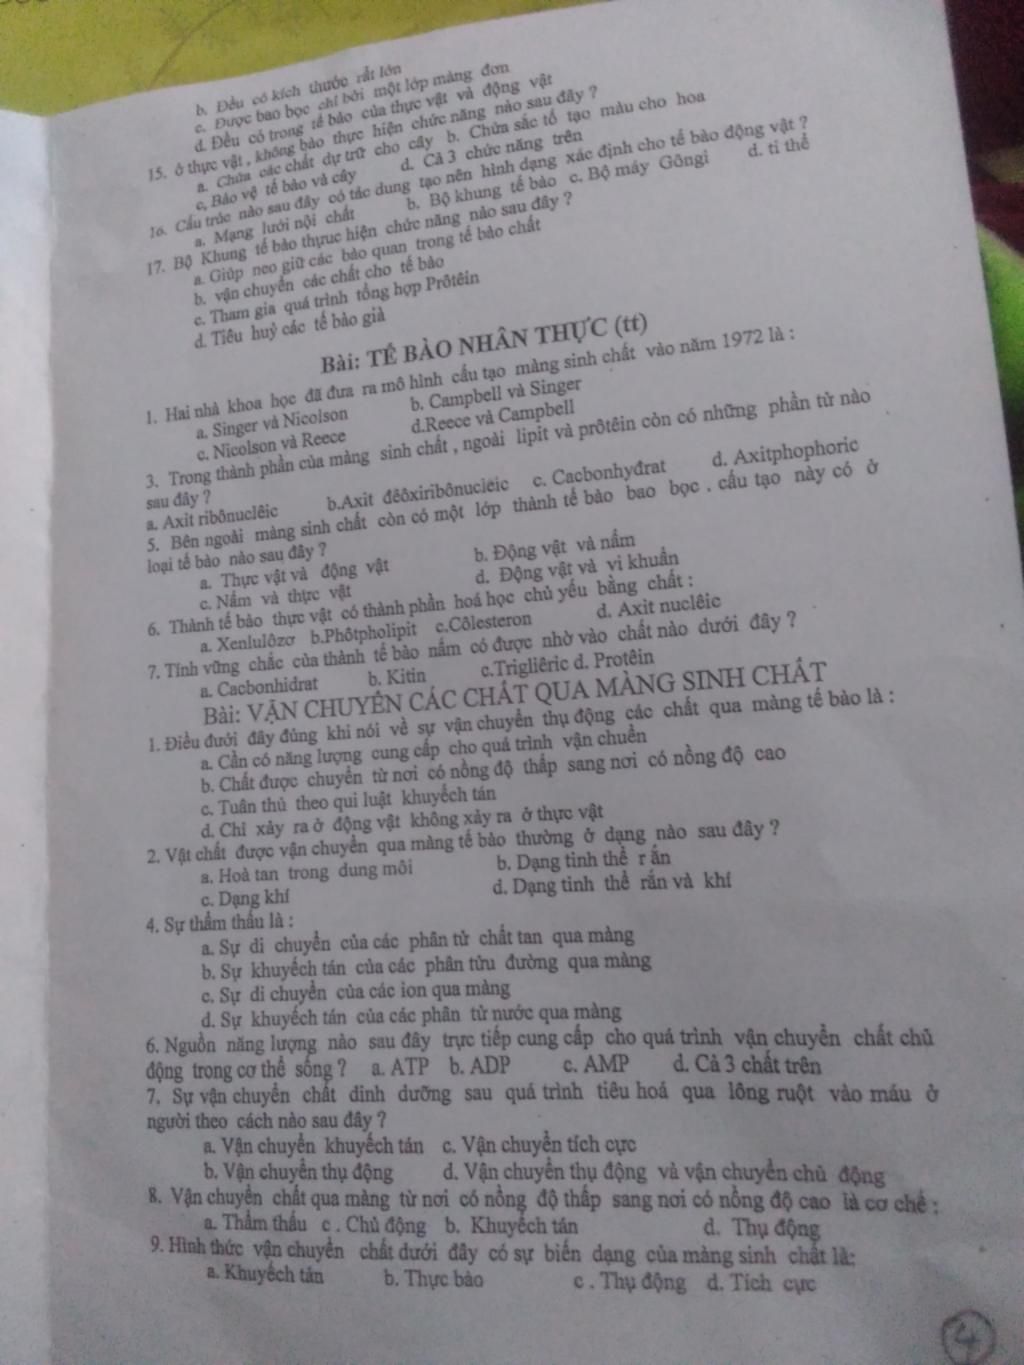 b. Đều có kích thước rất lớn
c. Được bao bọc chỉ bởi một lớp màng đơn
d. Đều có trong tế bào của thực vật và động vật
15. ở thực vật , không bào thực hiện chức năng nào sau đây ?
a. Chứa các chất dự trữ cho cây b. Chứa sắc tố tạo màu cho hoa
c. Bảo vệ tế bào và cây d. Cả 3 chức năng trên
16. Cấu trúc nào sau đây có tác dung tạo nên hình dạng xác định cho tế bào động vật ?
a. Mạng lưới nội chất b. Bộ khung tế bào c. Bộ máy Gôngi d. ti thể
17. Bộ Khung tế bào thựuc hiện chức năng nào sau đây ?
a. Giúp neo giữ các bào quan trong tế bào chất
b. vận chuyển các chất cho tế bào
c. Tham gia quá trình tổng hợp Prôtêin
d. Tiêu huỷ các tế bào già
Bài: TẾ BÀO NHÂN THỰC (tt)
1. Hai nhà khoa học đã đưa ra mô hình cấu tạo màng sinh chất vào năm 1972 là :
a. Singer và Nicolson b. Campbell và Singer
c. Nicolson và Reece d.Reece và Campbell
3. Trong thành phần của màng sinh chất , ngoài lipit và prôtêin còn có những phần tử nào
sau đây ?
a. Axit ribônuclêic b.Axit đêôxiribônuclêic c. Cacbonhyđrat d. Axitphophoric
5. Bên ngoài màng sinh chất còn có một lớp thành tế bào bao bọc . cấu tạo này có ở
loại tế bào nào sau đây ?
a. Thực vật và động vật b. Động vật và nấm
c. Nấm và thực vật d. Động vật và vi khuẩn
6. Thành tế bào thực vật có thành phần hoá học chủ yếu bằng chất :
a. Xenlulôzơ b.Phôtpholipit c.Côlesteron d. Axit nuclêic
7. Tính vững chắc của thành tế bào nấm có được nhờ vào chất nào dưới đây ?
a. Cacbonhidrat b. Kitin c.Trigliêric d. Protêin
Bài: VẬN CHUYỂN CÁC CHẤT QUA MÀNG SINH CHẤT
1. Điều đưới đây đúng khi nói về sự vận chuyển thụ động các chất qua màng tế bào là :
a. Cần có năng lượng cung cấp cho quá trình vận chuền
b. Chất được chuyển từ nơi có nồng độ thấp sang nơi có nồng độ cao
c. Tuân thủ theo qui luật khuyếch tán
d. Chỉ xảy ra ở động vật không xảy ra ở thực vật
2. Vật chất được vận chuyển qua màng tế bào thường ở dạng nào sau đây ?
a. Hoà tan trong dung môi b. Dạng tinh thể r ắn
c. Dạng khí d. Dạng tinh thể rắn và khí
4. Sự thẩm thấu là :
a. Sự di chuyển của các phân tử chất tan qua màng
b. Sự khuyếch tán của các phân tửu đường qua màng
c. Sự di chuyển của các ion qua màng
d. Sự khuyếch tán của các phân tử nước qua màng
6. Nguồn năng lượng nào sau đây trực tiếp cung cấp cho quá trình vận chuyển chất chủ
động trong cơ thể sống ? a. ATP b. ADP c. AMP d. Cả 3 chất trên
7. Sự vận chuyển chất dinh dưỡng sau quá trình tiêu hoá qua lông ruột vào máu ở
người theo cách nào sau đây ?
a. Vận chuyển khuyếch tán c. Vận chuyển tích cực
b. Vận chuyển thụ động d. Vận chuyển thụ động và vận chuyển chủ động
8. Vận chuyển chất qua màng từ nơi có nồng độ thấp sang nơi có nồng độ cao là cơ chế :
a. Thẩm thấu c . Chủ động b. Khuyếch tán d. Thụ động
9. Hình thức vận chuyển chất dưới đây có sự biến dạng của màng sinh chất là:
a. Khuyếch tán b. Thực bào c . Thụ động d. Tích cực
4